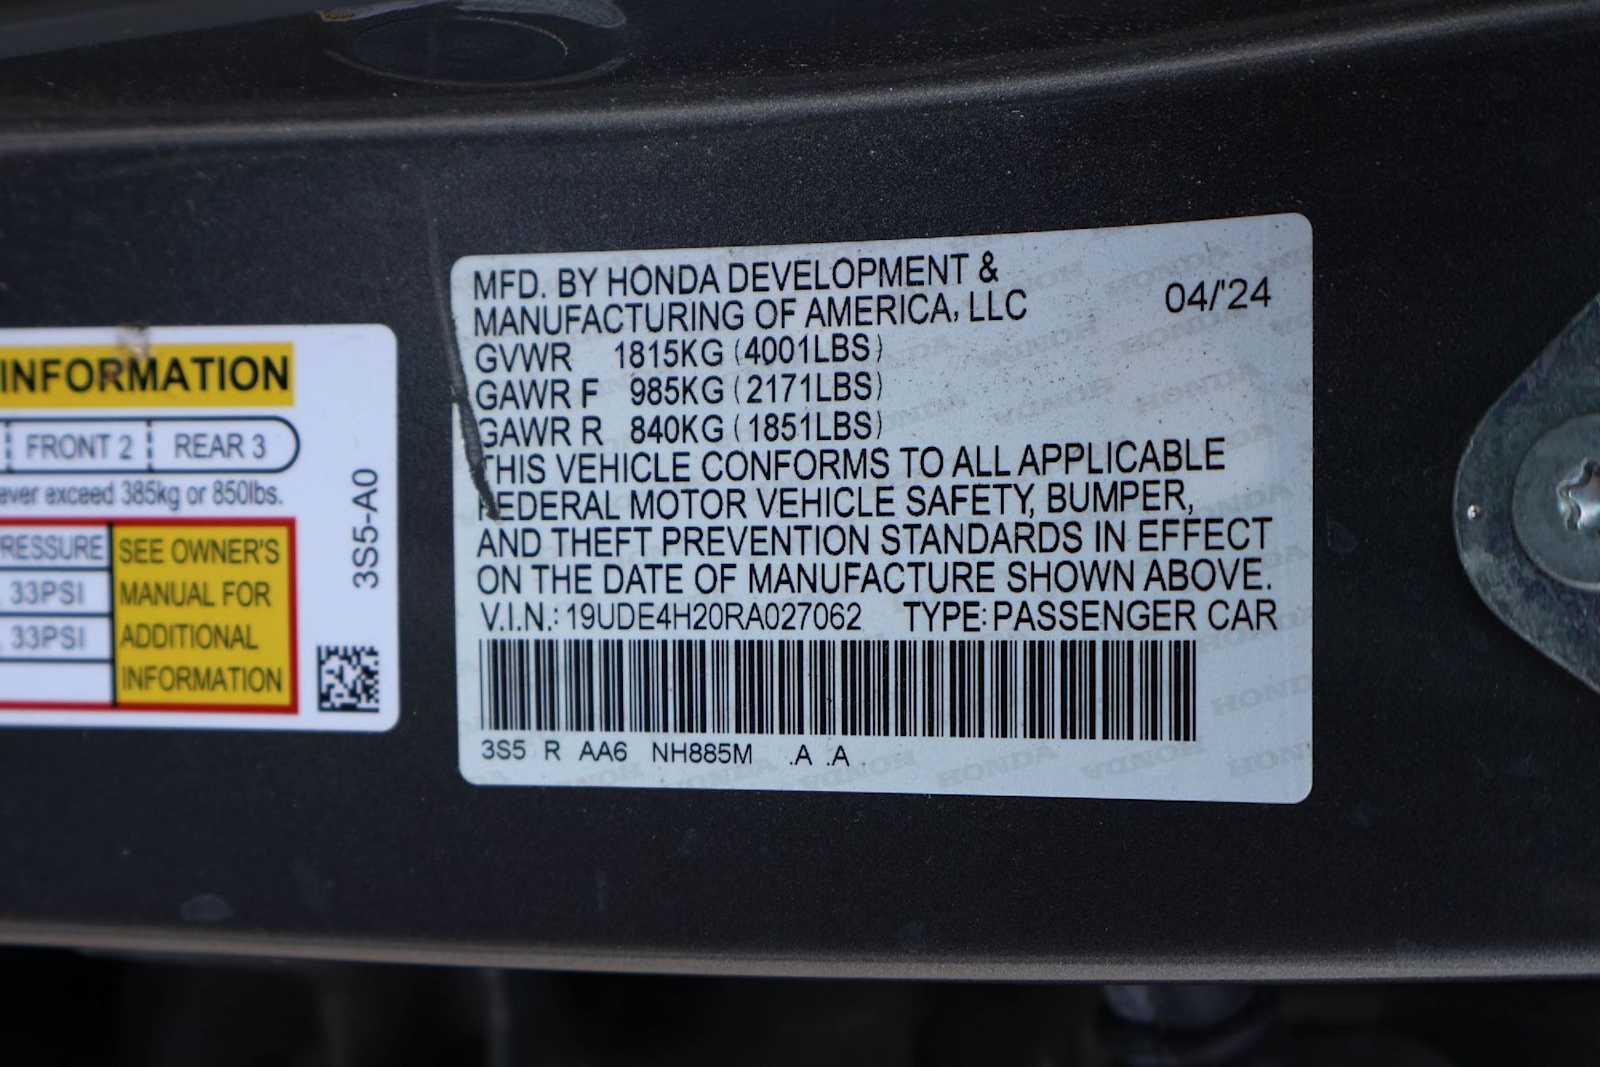 INFORMATION
FRONT 2 REAR 3
ever exceed 385kg or 850lbs.
PRESSURE
33PSI
33PSI
SEE OWNER'S
MANUAL FOR
ADDITIONAL
INFORMATION
3S5-A0
MFD. BY HONDA DEVELOPMENT &
MANUFACTURING OF AMERICA, LLC
04/'24
GVWR 1815KG (4001LBS)
GAWR F 985KG (2171LBS)
GAWR R 840KG (1851LBS)
THIS VEHICLE CONFORMS TO ALL APPLICABLE
FEDERAL MOTOR VEHICLE SAFETY, BUMPER,
AND THEFT PREVENTION STANDARDS IN EFFECT
ON THE DATE OF MANUFACTURE SHOWN ABOVE.
V.I.N.: 19UDE4H20RA027062 TYPE: PASSENGER CAR
3S5 R AA6 NH885M .A .A